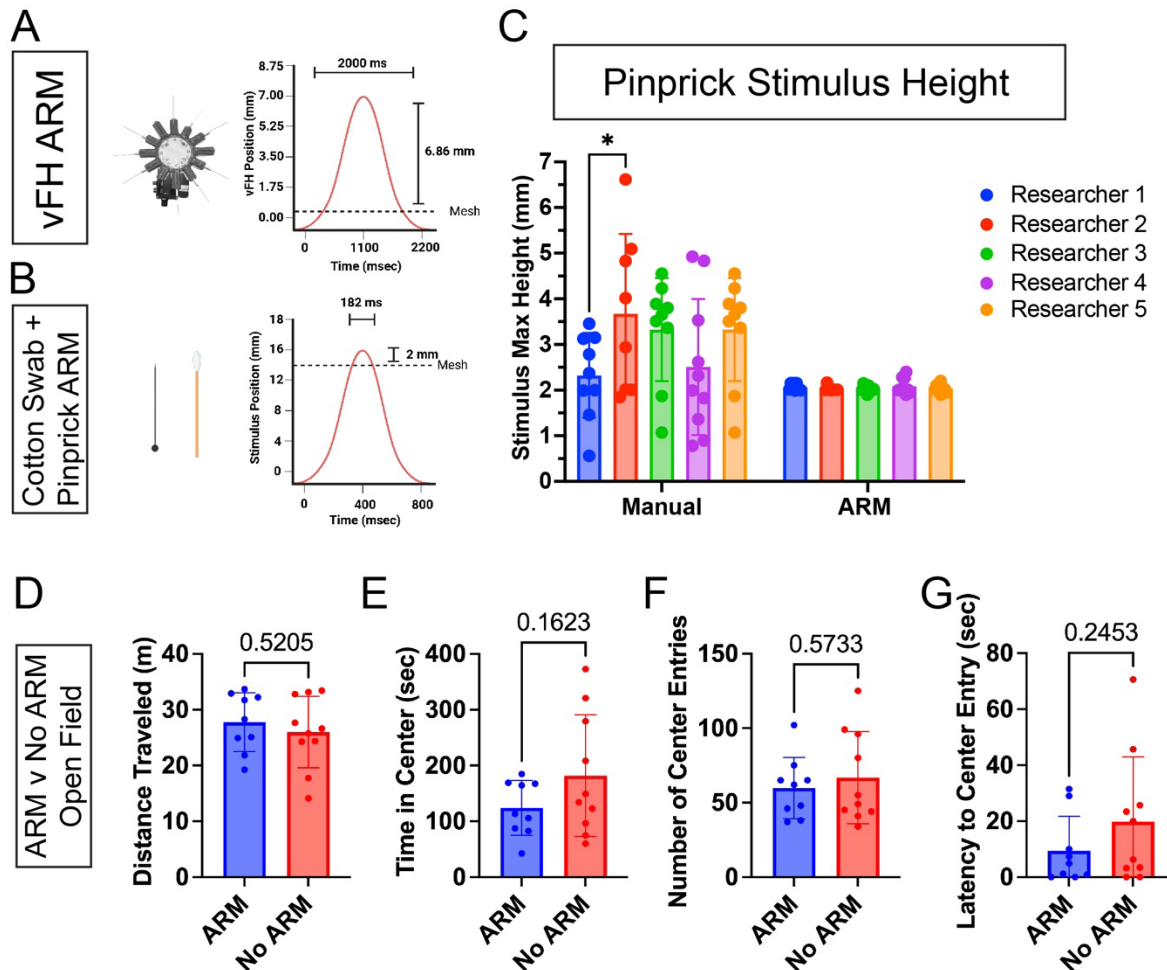 A
vFH ARM
2000 ms
8.75
7.00
5.25
3.50
1.75
0.00
vFH Position (mm)
6.86 mm
Mesh
0
1100
2200
Time (msec)
B
Cotton Swab +
Pinprick ARM
182 ms
18
16
14
12
8
4
0
Stimulus Position (mm)
2 mm
Mesh
0
400
800
Time (msec)
C
Pinprick Stimulus Height
*
7
6
5
4
3
2
1
0
Stimulus Max Height (mm)
Manual
ARM
Researcher 1
Researcher 2
Researcher 3
Researcher 4
Researcher 5
D
ARM v No ARM
Open Field
0.5205
40
30
20
10
0
Distance Traveled (m)
ARM
No ARM
E
0.1623
400
300
200
100
0
Time in Center (sec)
ARM
No ARM
F
0.5733
150
100
50
0
Number of Center Entries
ARM
No ARM
G
0.2453
80
60
40
20
0
Latency to Center Entry (sec)
ARM
No ARM